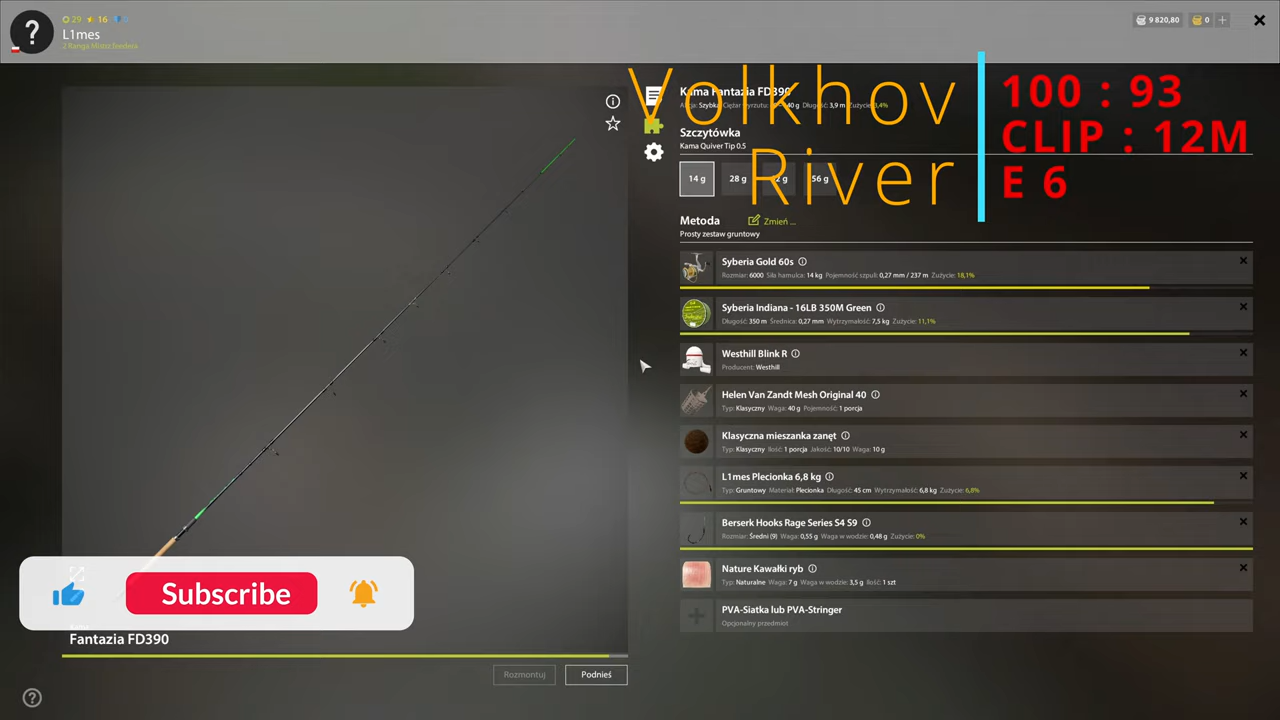 29 16
L1mes
2 Ranga Mistrz feedera
9 820,80 0
Volkhov
River
100 : 93
CLIP : 12M
E 6
Kama Fantazia FD390
Szczytówka
Kama Quiver Tip 0.5
14 g 28 g 56 g
Metoda Zmień ...
Prosty zestaw gruntowy
Syberia Gold 60s
Rozmiar: 6000 Siła hamulca: 14 kg Pojemność szpuli: 0,27 mm / 237 m Zużycie: 18,1%
Syberia Indiana - 16LB 350M Green
Długość: 350 m Średnica: 0,27 mm Wytrzymałość: 7,5 kg Zużycie: 11,1%
Westhill Blink R
Producent: Westhill
Helen Van Zandt Mesh Original 40
Typ: Klasyczny Waga: 40 g Pojemność: 1 porcja
Klasyczna mieszanka zanęt
Typ: Klasyczny Ilość: 1 porcja Jakość: 10/10 Waga: 10 g
L1mes Plecionka 6,8 kg
Typ: Gruntowy Materiał: Plecionka Długość: 45 cm Wytrzymałość: 6,8 kg Zużycie: 6,8%
Berserk Hooks Rage Series S4 S9
Rozmiar: Średni (9) Waga: 0,55 g Waga w wodzie: 0,48 g Zużycie: 0%
Nature Kawałki ryb
Typ: Naturalne Waga: 7 g Waga w wodzie: 3,5 g Ilość: 1 szt
PVA-Siatka lub PVA-Stringer
Opcjonalny przedmiot
Subscribe
Fantazia FD390
Rozmontuj Podnieś